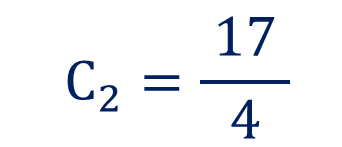 C₂ = 17/4